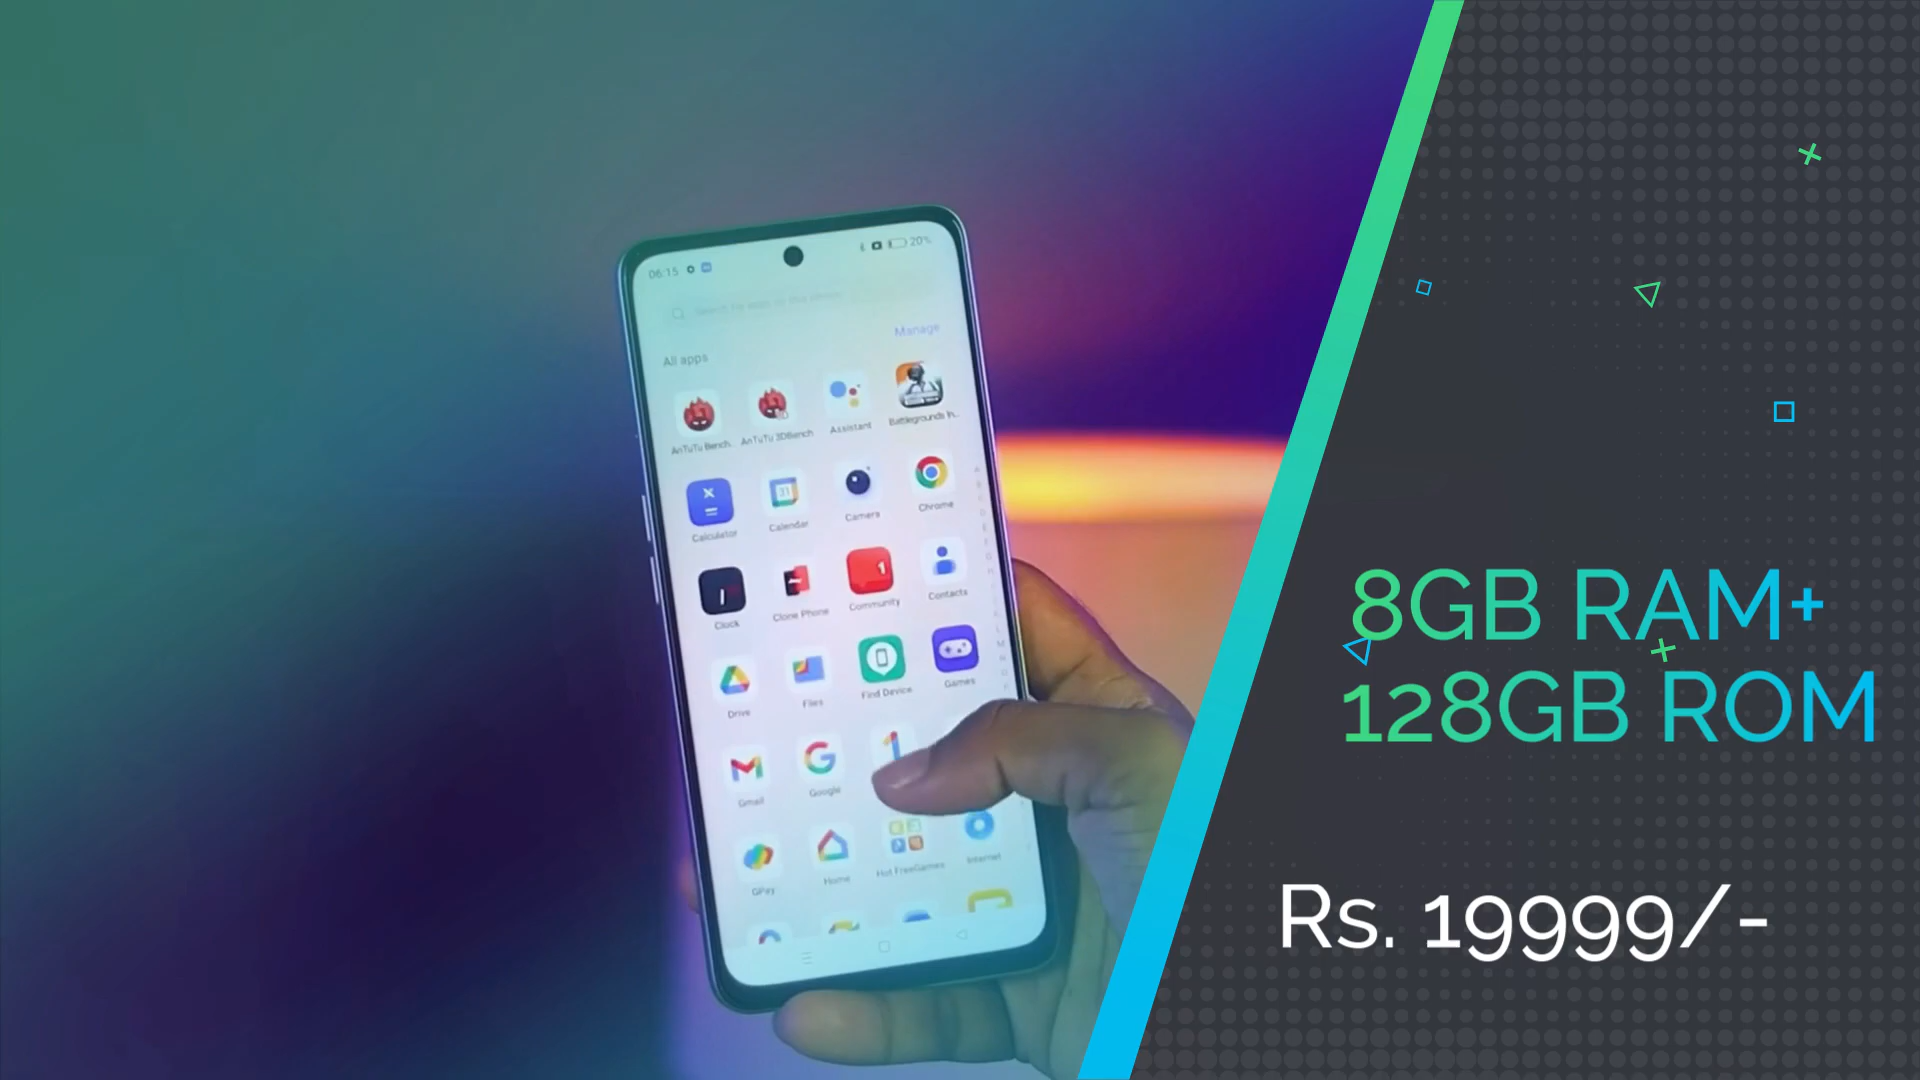 06:15
20%
Manage
All apps
AnTuTu Bench.
AnTuTu 3DBench
Assistant
Battlegrounds In..
Calculator
Calendar
Camera
Chrome
Clock
Clone Phone
Community
Contacts
Drive
Files
Find Device
Games
Gmail
Google
GPay
Home
Hot FreeGames
Internet
8GB RAM+
128GB ROM
Rs. 19999/-